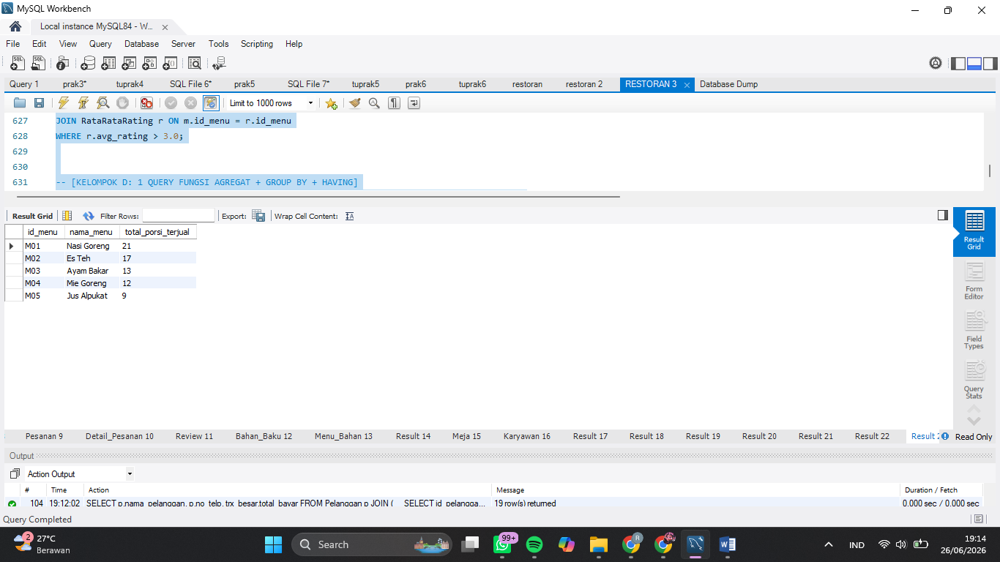 MySQL Workbench
Local instance MySQL84 - W...
File Edit View Query Database Server Tools Scripting Help
Query 1 prak3* tuprak4 SQL File 6* prak5 SQL File 7* tuprak5 prak6 tuprak6 restoran restoran 2 RESTORAN 3 Database Dump
Limit to 1000 rows
627 JOIN RataRataRating r ON m.id_menu = r.id_menu
628 WHERE r.avg_rating > 3.0;
629
630
631 -- [KELOMPOK D: 1 QUERY FUNGSI AGREGAT + GROUP BY + HAVING]
Result Grid Filter Rows: Export: Wrap Cell Content:
id_menu nama_menu total_porsi_terjual
M01 Nasi Goreng 21
M02 Es Teh 17
M03 Ayam Bakar 13
M04 Mie Goreng 12
M05 Jus Alpukat 9
Result
Grid
Form
Editor
Field
Types
Query
Stats
Pesanan 9 Detail_Pesanan 10 Review 11 Bahan_Baku 12 Menu_Bahan 13 Result 14 Meja 15 Karyawan 16 Result 17 Result 18 Result 19 Result 20 Result 21 Result 22 Result Read Only
Output
Action Output
# Time Action Message Duration / Fetch
104 19:12:02 SELECT p.nama_pelanggan, p.no_telp, trx_besar.total_bayar FROM Pelanggan p JOIN ( SELECT id_pelangga... 19 row(s) returned 0.000 sec / 0.000 sec
Query Completed
2
27°C
Berawan
Search
99+
R
IND
19:14
26/06/2026